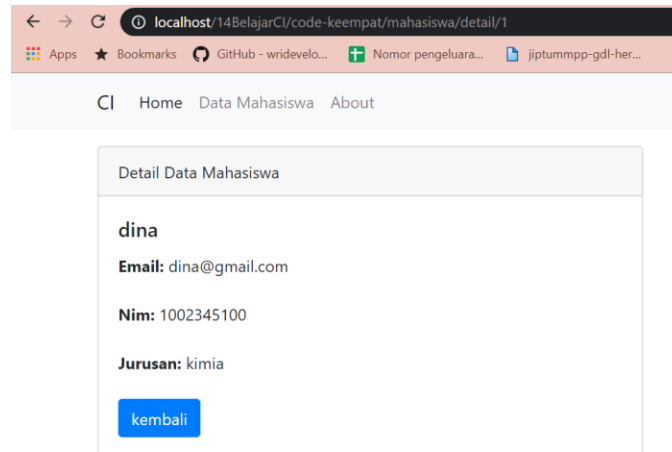 localhost/14BelajarCI/code-keempat/mahasiswa/detail/1
Apps Bookmarks GitHub - wridevelo... Nomor pengeluara... jiptummpp-gdl-her...
CI Home Data Mahasiswa About
Detail Data Mahasiswa
dina
Email: dina@gmail.com
Nim: 1002345100
Jurusan: kimia
kembali